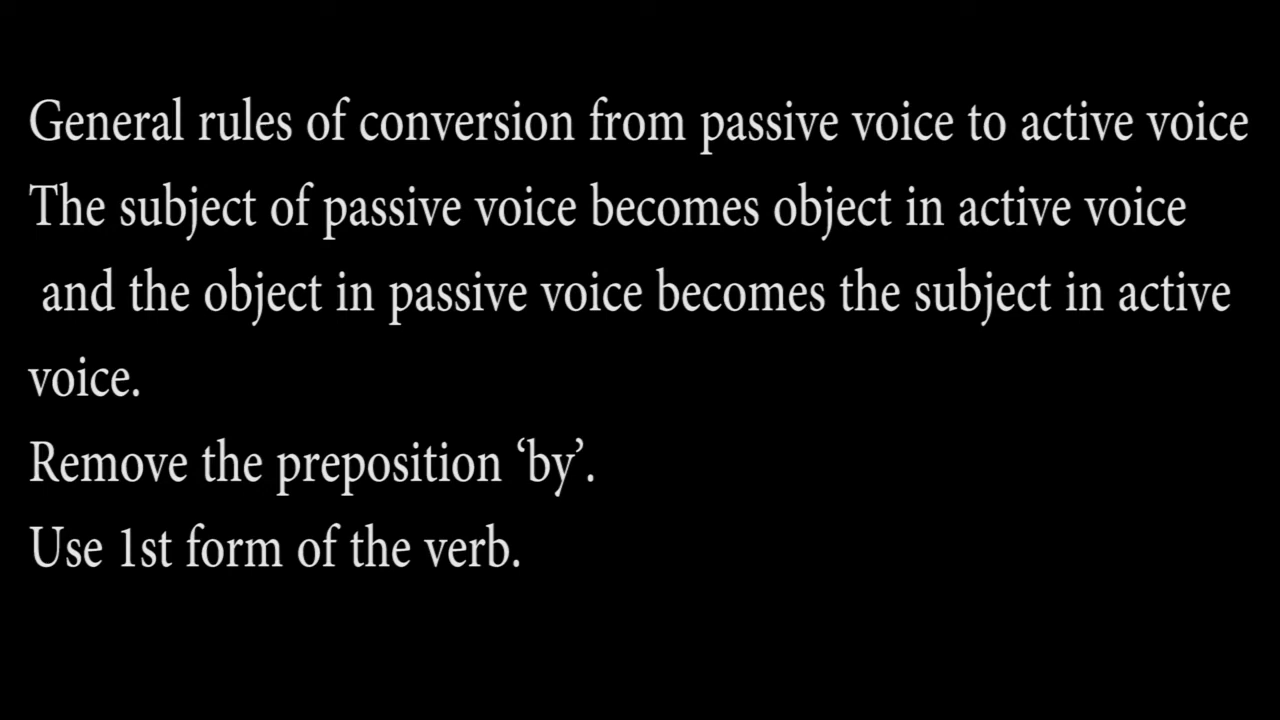 General rules of conversion from passive voice to active voice
The subject of passive voice becomes object in active voice
and the object in passive voice becomes the subject in active
voice.
Remove the preposition ‘by’.
Use 1st form of the verb.